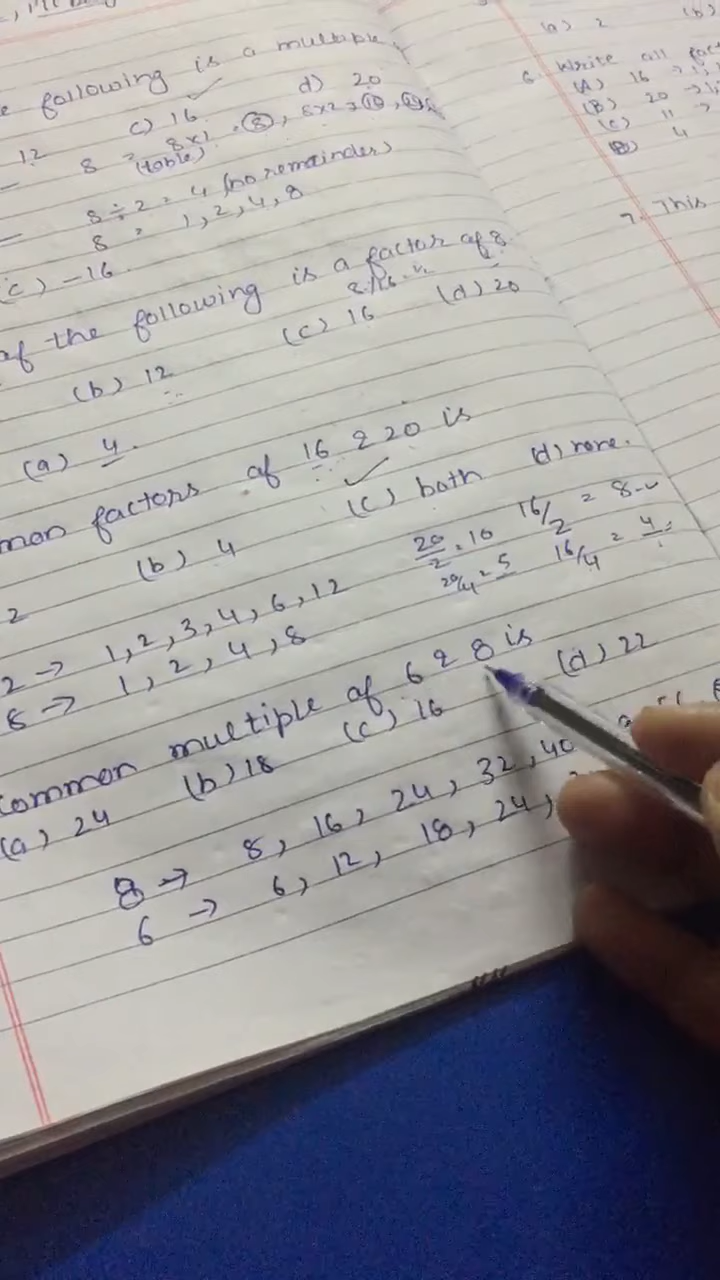 e following is a multiple
12 c) 16 ✓ d) 20
8 = 8x1 = 8, 8x2 =
(table)
8 ÷ 2 = 4 (no remainder)
8 = 1, 2, 4, 8
(c) - 16
of the following is a factor of 8
(b) 12 (c) 16 (d) 20
(a) 4
mon factors of 16 & 20 is
2 (b) 4 (c) both ✓ (d) none.
20/2 = 10 16/2 = 8
20/4 = 5 16/4 = 4
2 → 1, 2, 3, 4, 6, 12
8 → 1, 2, 4, 8
Common multiple of 6 & 8 is
(a) 24 (b) 18 (c) 16 (d) 22
8 → 8, 16, 24, 32, 40
6 → 6, 12, 18, 24,
(a) 2 (b)
6. Write all fac
(A) 16 →
(B) 20 →
(C) 11 →
(D) 4
7. This